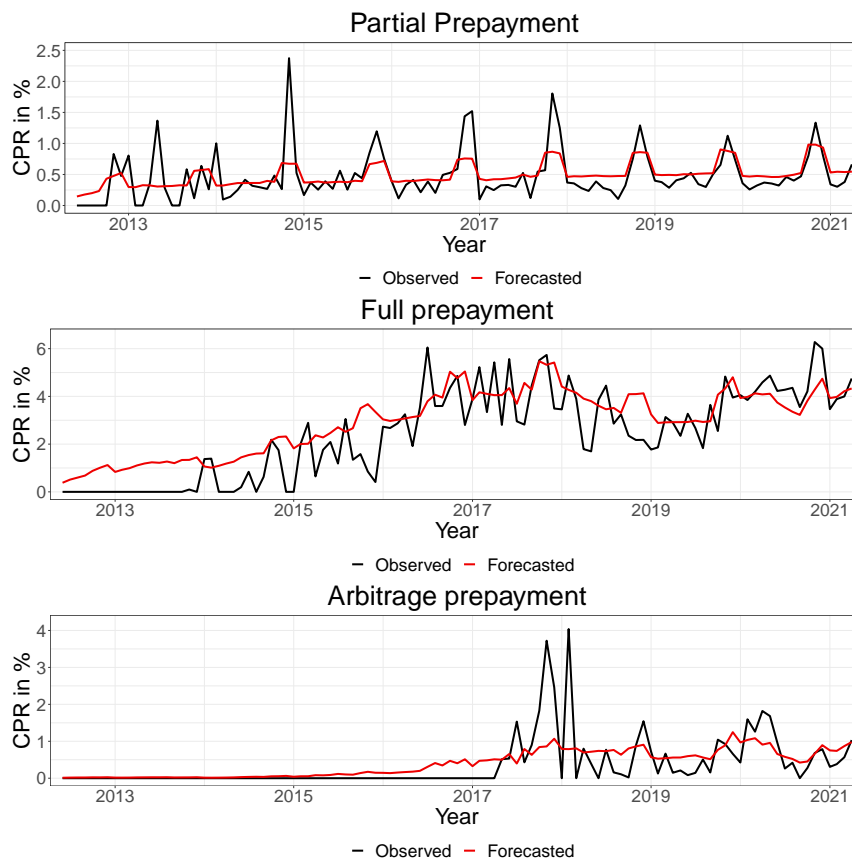 Partial Prepayment
CPR in %
2.5
2.0
1.5
1.0
0.5
0.0
2013 2015 2017 2019 2021
Year
Observed Forecasted
Full prepayment
CPR in %
6
4
2
0
2013 2015 2017 2019 2021
Year
Observed Forecasted
Arbitrage prepayment
CPR in %
4
3
2
1
0
2013 2015 2017 2019 2021
Year
Observed Forecasted